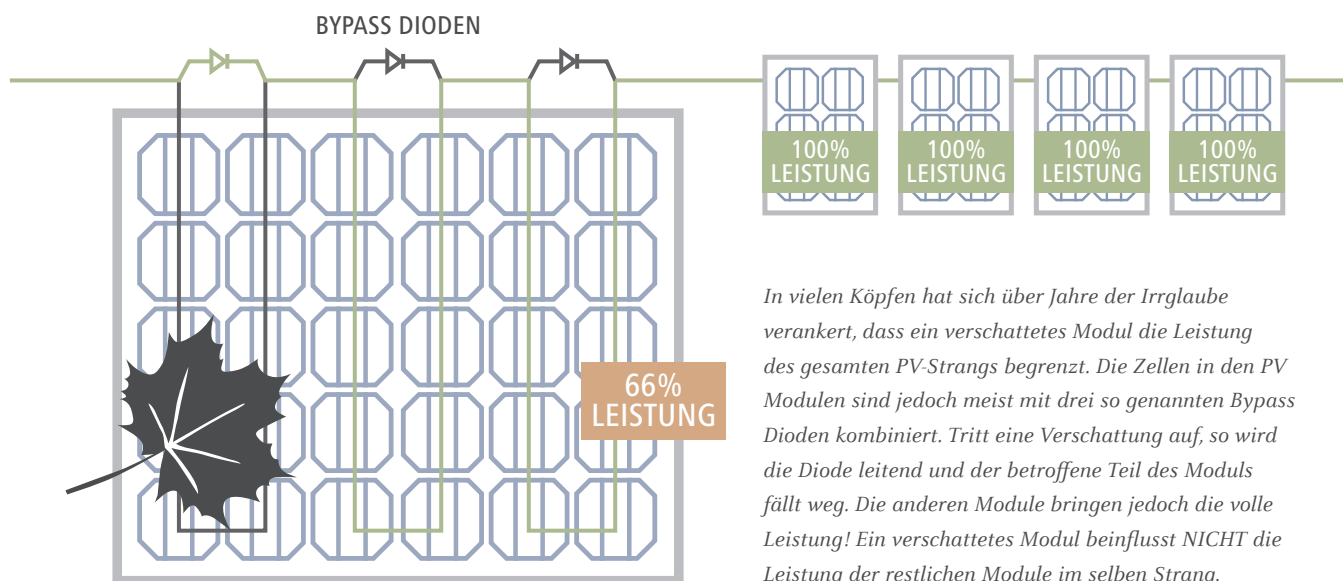 BYPASS DIODEN
100%
LEISTUNG
100%
LEISTUNG
100%
LEISTUNG
100%
LEISTUNG
66%
LEISTUNG
In vielen Köpfen hat sich über Jahre der Irrglaube
verankert, dass ein verschattetes Modul die Leistung
des gesamten PV-Strangs begrenzt. Die Zellen in den PV
Modulen sind jedoch meist mit drei so genannten Bypass
Dioden kombiniert. Tritt eine Verschattung auf, so wird
die Diode leitend und der betroffene Teil des Moduls
fällt weg. Die anderen Module bringen jedoch die volle
Leistung! Ein verschattetes Modul beinflusst NICHT die
Leistung der restlichen Module im selben Strang.